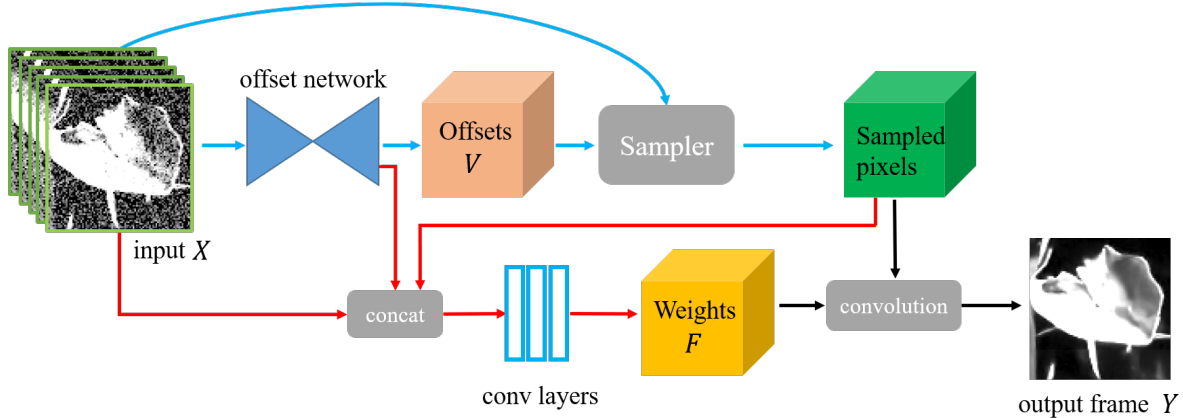 offset network
Offsets
V
Sampler
Sampled
pixels
input X
concat
conv layers
Weights
F
convolution
output frame Y